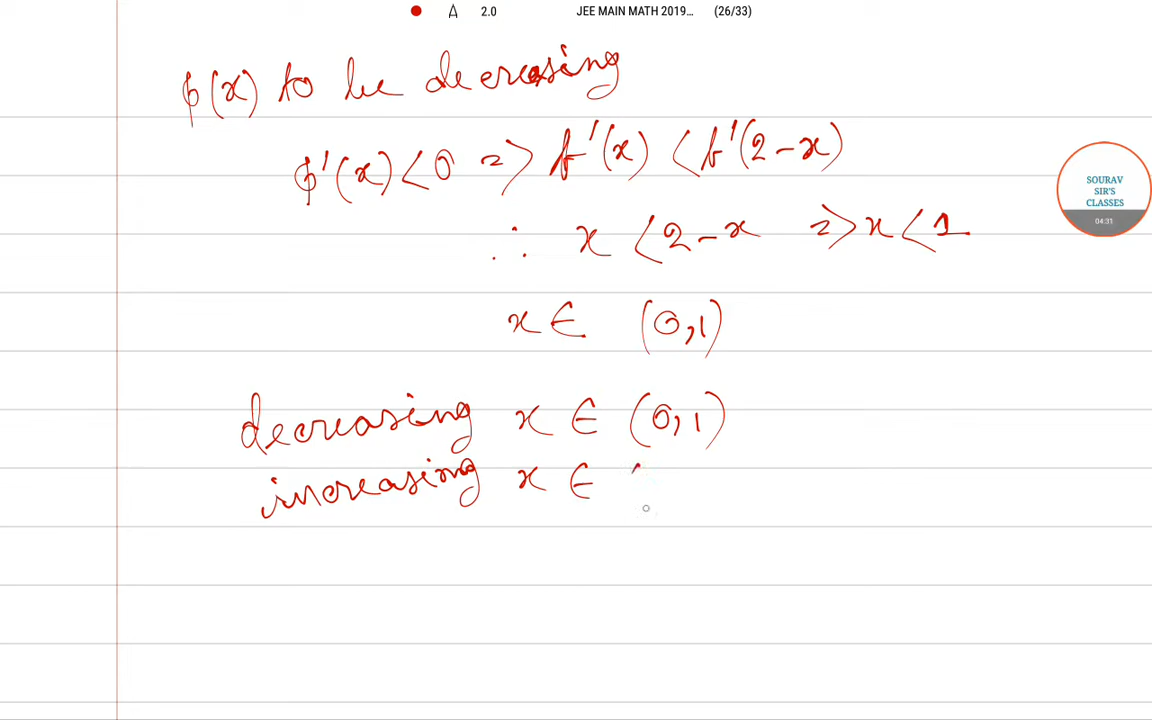 2.0 JEE MAIN MATH 2019... (26/33)
ϕ(x) to be decreasing
ϕ'(x) < 0 => f'(x) < f'(2-x)
∴ x < 2-x => x < 1
x ∈ (0,1)
decreasing x ∈ (0,1)
increasing x ∈
SOURAV
SIR'S
CLASSES
04:31